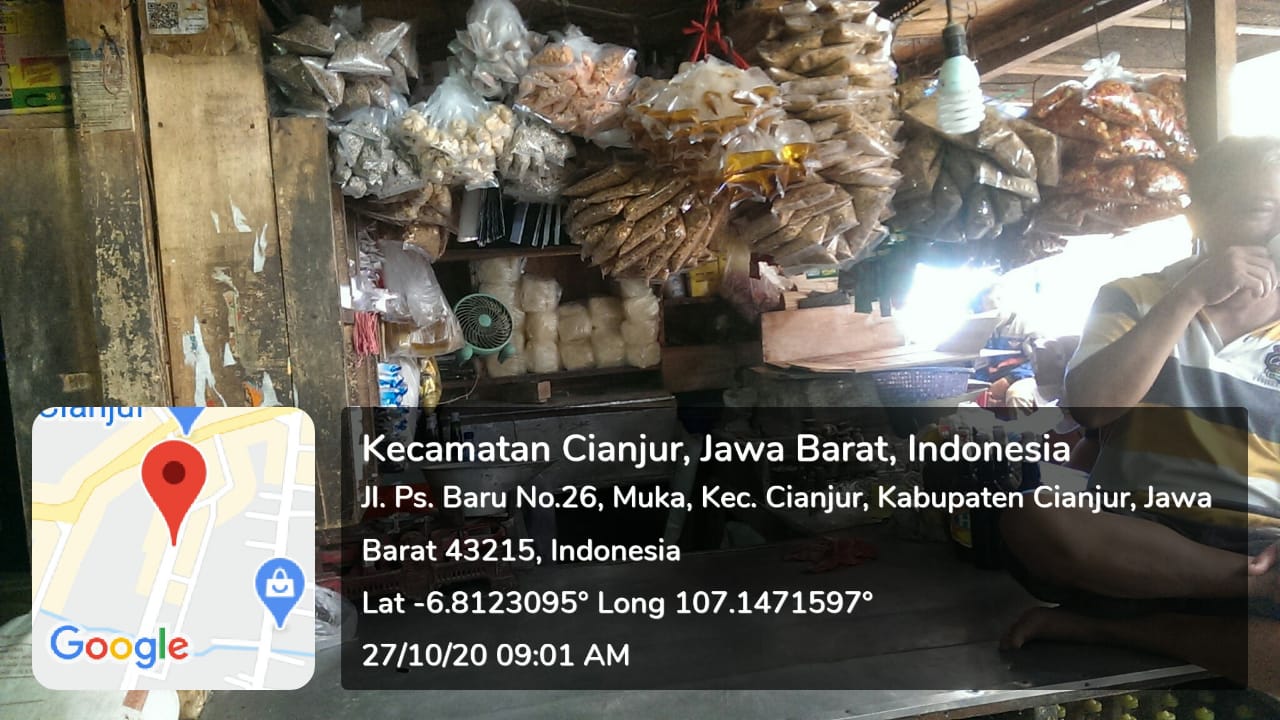 Cianjur
Google
Kecamatan Cianjur, Jawa Barat, Indonesia
Jl. Ps. Baru No.26, Muka, Kec. Cianjur, Kabupaten Cianjur, Jawa
Barat 43215, Indonesia
Lat -6.8123095° Long 107.1471597°
27/10/20 09:01 AM